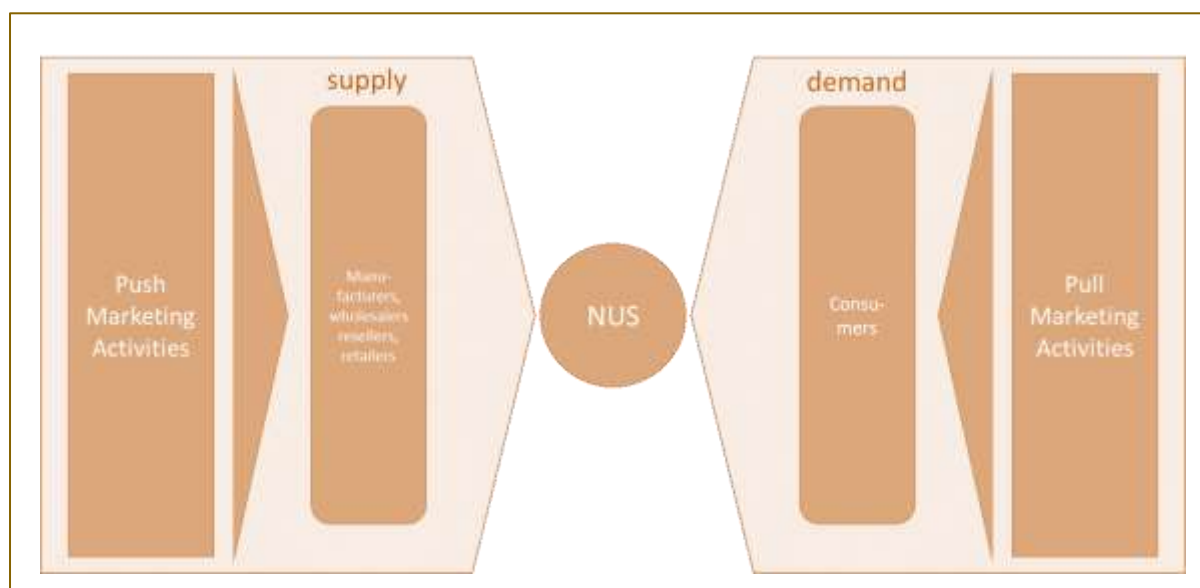 supply
demand
Push
Marketing
Activities
Manu-
facturers,
wholesalers
resellers,
retailers
NUS
Consu-
mers
Pull
Marketing
Activities